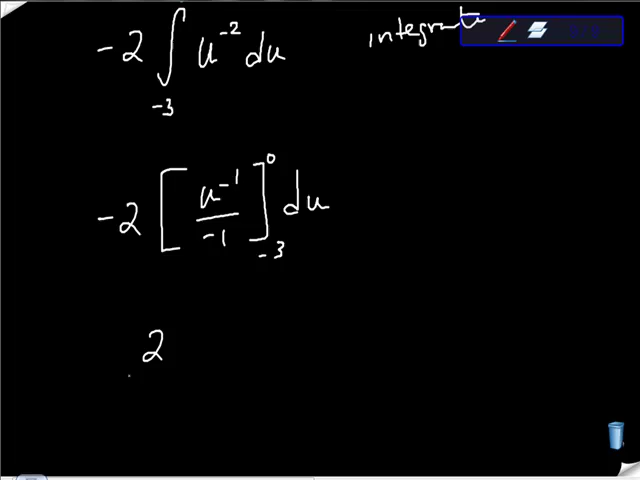 integrate
-2 ∫₋₃ u⁻² du
-2 [u⁻¹/-1]⁰₋₃ du
2